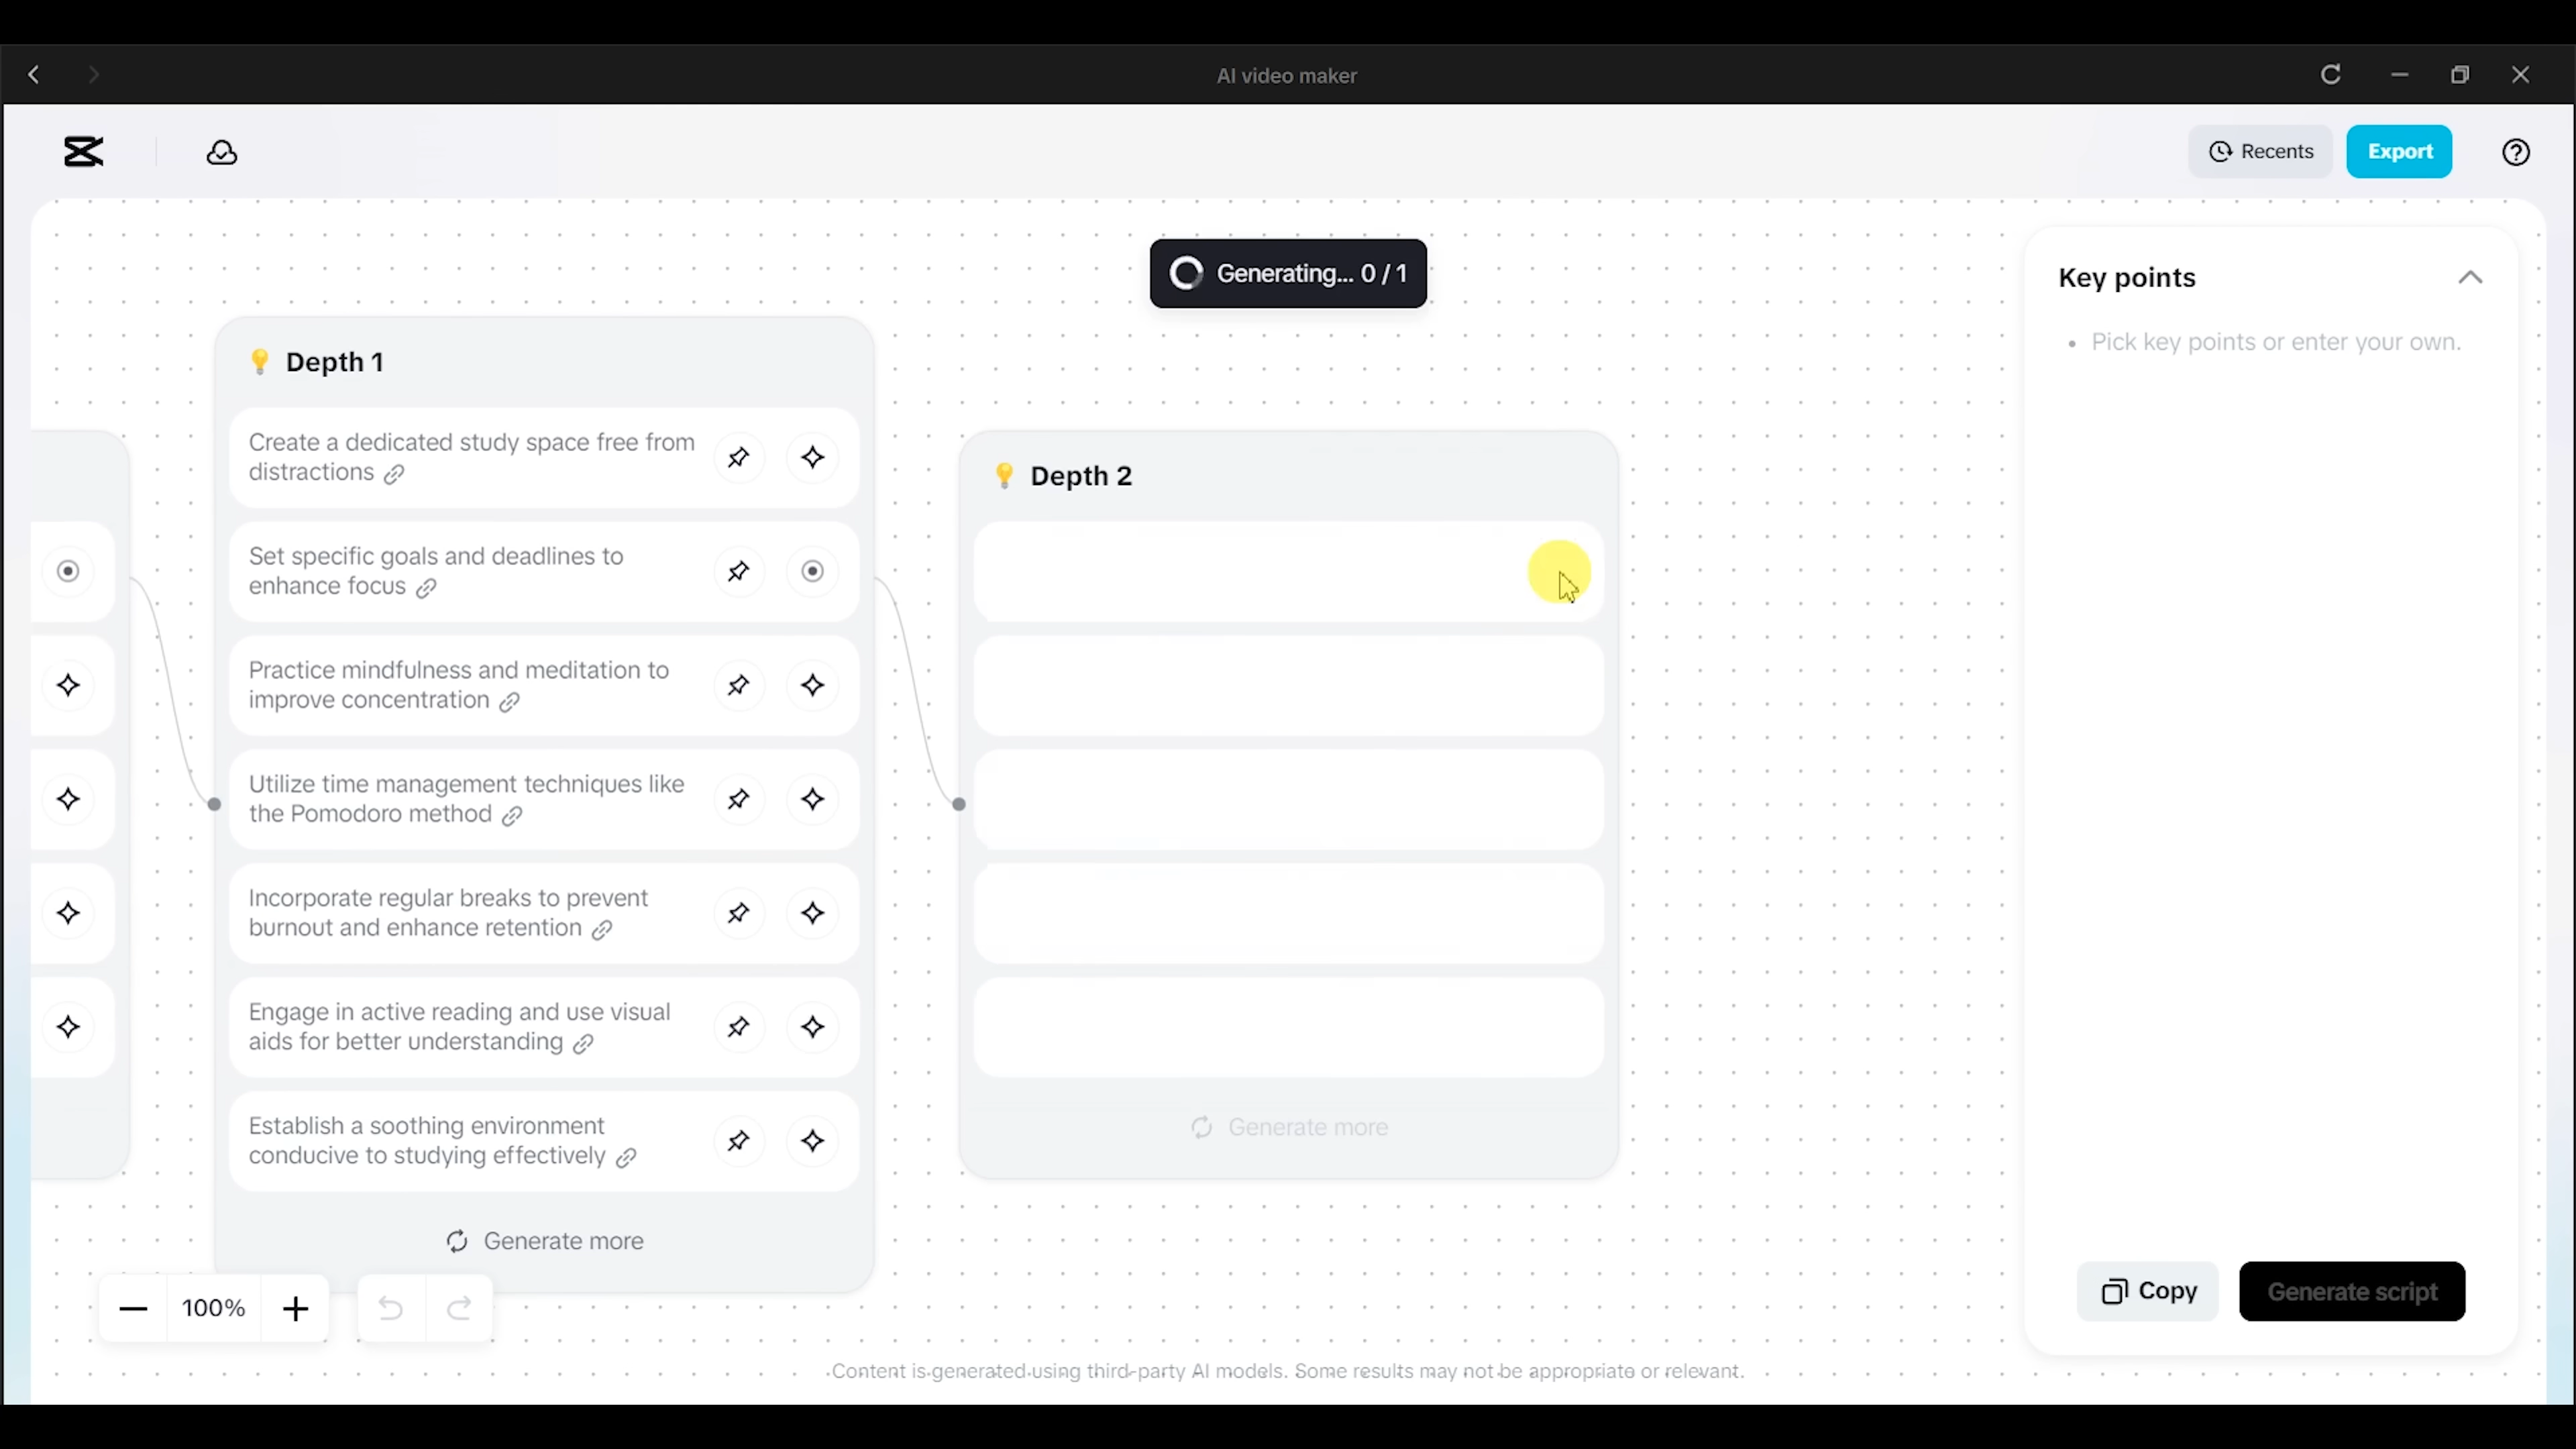 AI video maker
Recents
Export
Generating... 0 / 1
Key points
Pick key points or enter your own.
Depth 1
Create a dedicated study space free from
distractions
Set specific goals and deadlines to
enhance focus
Practice mindfulness and meditation to
improve concentration
Utilize time management techniques like
the Pomodoro method
Incorporate regular breaks to prevent
burnout and enhance retention
Engage in active reading and use visual
aids for better understanding
Establish a soothing environment
conducive to studying effectively
Generate more
Depth 2
Generate more
100%
Copy
Generate script
Content is generated using third-party AI models. Some results may not be appropriate or relevant.